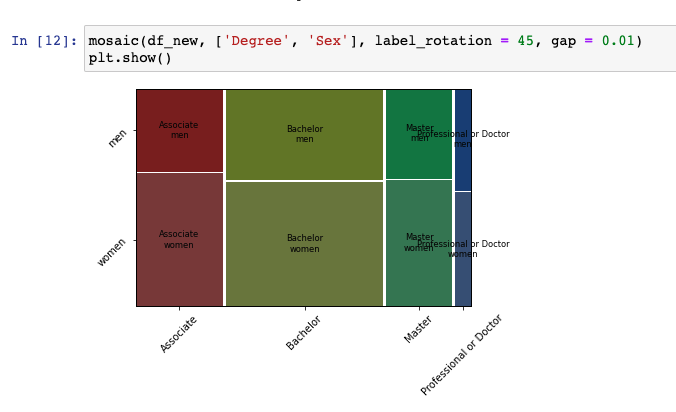 In [12]: mosaic(df_new, ['Degree', 'Sex'], label_rotation = 45, gap = 0.01)
plt.show()
men
Associate
men
Bachelor
men
Master
men
Professional or Doctor
men
women
Associate
women
Bachelor
women
Master
women
Professional or Doctor
women
Associate
Bachelor
Master
Professional or Doctor